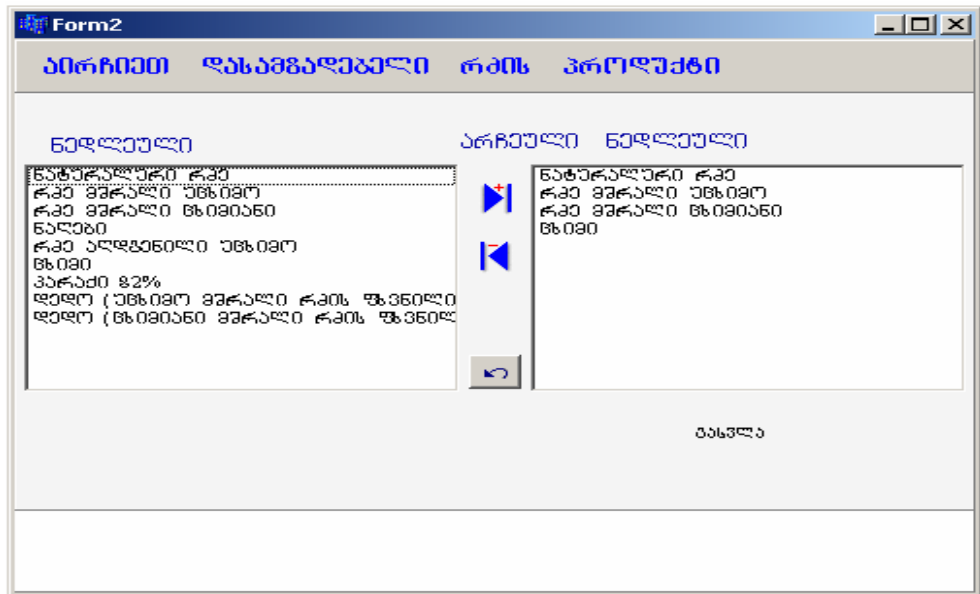 Form2
აირჩიეთ დასამზადებელი რძის პროდუქტი
ნედლეული
არჩეული ნედლეული
ნატურალური რძე
რძე მშრალი უცხიმო
რძე მშრალი ცხიმიანი
ნაღები
რძე აღდგენილი უცხიმო
ცხიმი
კარაქი 82%
დედო (უცხიმო მშრალი რძის ფხვნილი
დედო (ცხიმიანი მშრალი რძის ფხვნილ
ნატურალური რძე
რძე მშრალი უცხიმო
რძე მშრალი ცხიმიანი
ცხიმი
გასვლა